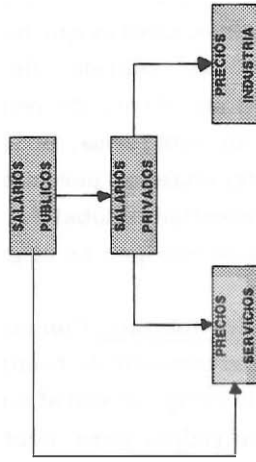 SALARIOS
PUBLICOS
SALARIOS
PRIVADOS
PRECIOS
INDUSTRIA
PRECIOS
SERVICIOS